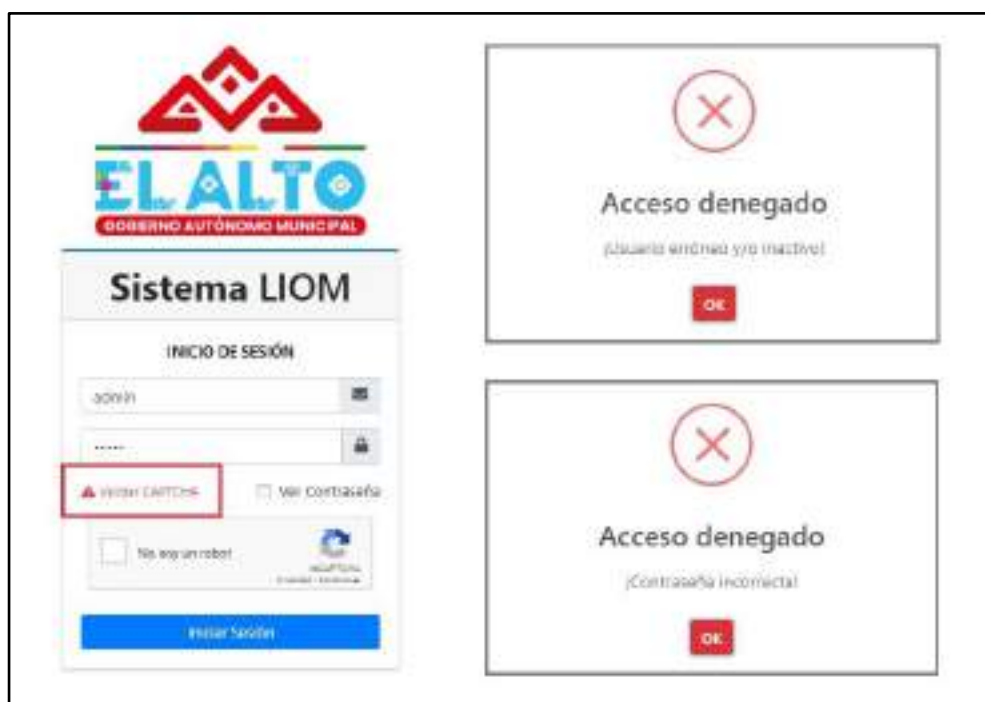 EL ALTO
GOBIERNO AUTÓNOMO MUNICIPAL
Sistema LIOM
INICIO DE SESIÓN
admin
•••••
CAPTCHA
Ver Contraseña
No soy un robot
reCAPTCHA
Iniciar Sesión
Acceso denegado
¡Usuario erróneo y/o inactivo!
OK
Acceso denegado
¡Contraseña incorrecta!
OK